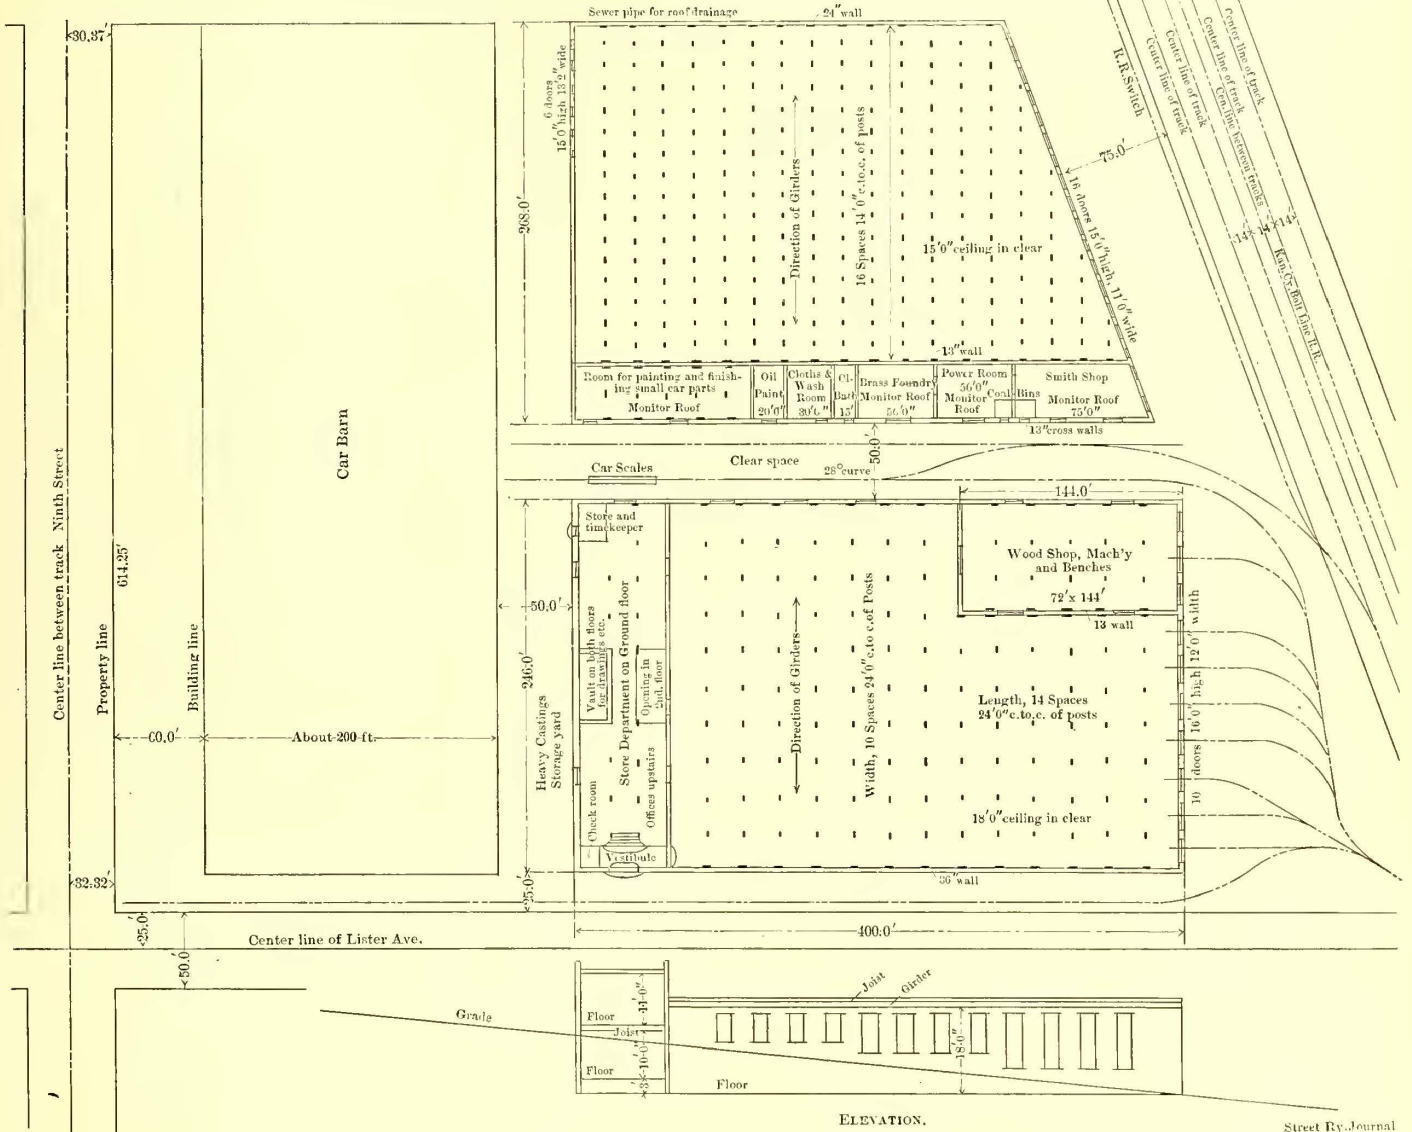 Sewer pipe for roof drainage
24" wall
30.37'
6 doors
15'0" high 13'2" wide
268.0'
Direction of Girders
16 Spaces 14'0" c.to.c. of posts
15'0" ceiling in clear
13" wall
16 doors 15'0" high, 11'0" wide
75.0'
R.R. Switch
Center line of track
Center line of track
Cen. line between tracks
Center line of track
Center line of track
14' 14' 14'
Kan. Cy. Belt Line R.R.
Room for painting and finish-
ing small car parts
Monitor Roof
Oil
Paint
20'0"
Cloths &
Wash
Room
30'6"
Cl.
Bath
15'
Brass Foundry
Monitor Roof
56'0"
Power Room
56'0"
Monitor
Roof
Coal Bins
Smith Shop
Monitor Roof
75'0"
13" cross walls
Car Barn
Center line between track Ninth Street
Property line
614.25'
Building line
60.0'
About 200 ft.
32.32'
50.0'
Clear space
28° curve
Car Scales
144.0'
Store and
timekeeper
50.0'
246.0'
Heavy Castings
Storage yard
Vault on both floors
for drawings etc.
Store Department on Ground floor
Opening in
2nd. floor
Offices upstairs
Check room
Vestibule
Direction of Girders
Width, 10 Spaces 24'0" c.to c. of Posts
Wood Shop, Mach'y
and Benches
72' x 144'
13 wall
Length, 14 Spaces
24'0" c.to.c. of posts
18'0" ceiling in clear
10 doors 16'0" high 12'0" width
36" wall
25.0'
400.0'
25.0'
50.0'
Center line of Lister Ave.
Grade
Floor
Joist
Floor
11'-0"
10'-0"
3'
Joist
Girder
18'0"
Floor
ELEVATION.
Street Ry. Journal